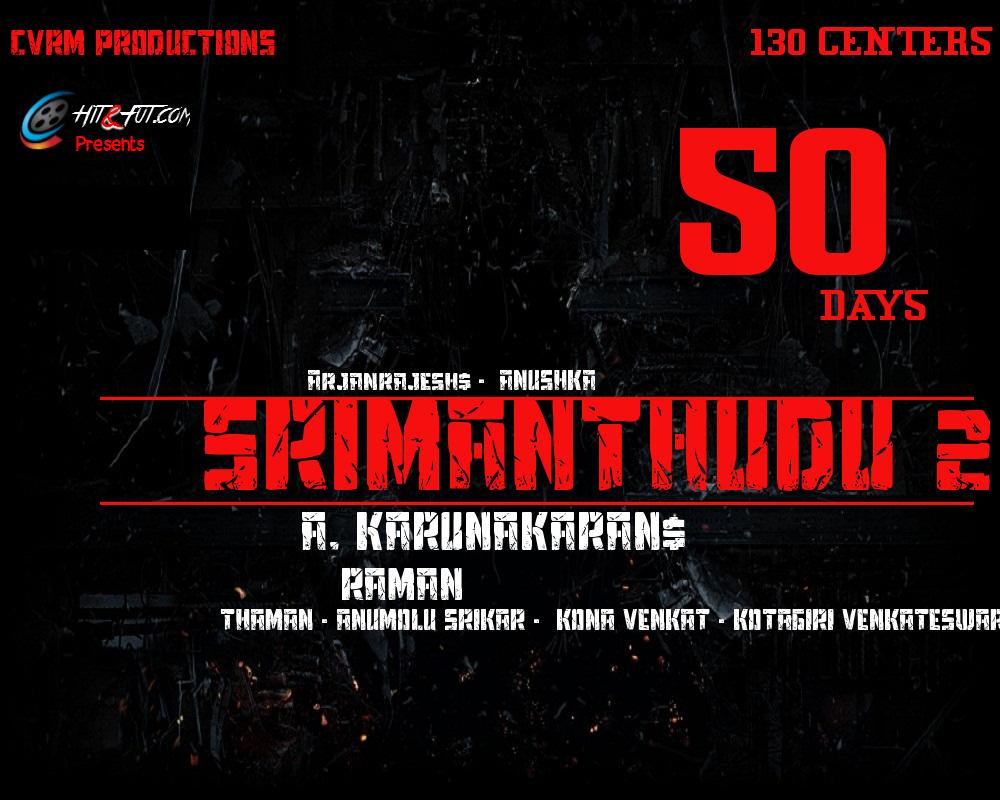 CVRM PRODUCTIONS
130 CENTERS
HIT&FUT.COM
Presents
50
DAYS
ARJANRAJESH$ - ANUSHKA
SRIMANTHUDU 2
A. KARUNAKARAN$
RAMAN
THAMAN - ANUMOLU SRIKAR - KONA VENKAT - KOTAGIRI VENKATESWAR